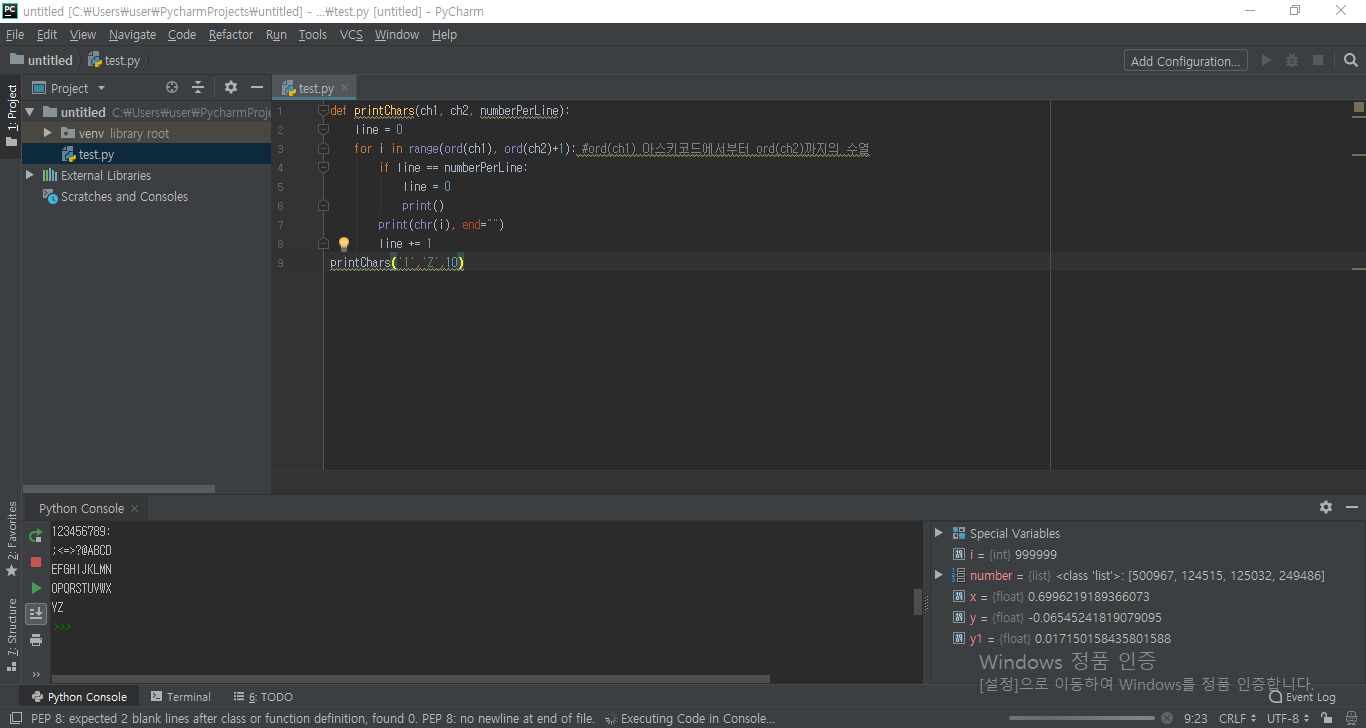 untitled [C:₩Users₩user₩PycharmProjects₩untitled] - ...₩test.py [untitled] - PyCharm
File Edit View Navigate Code Refactor Run Tools VCS Window Help
untitled test.py Add Configuration...
1: Project
Project
test.py
untitled C:₩Users₩user₩PycharmProje
venv library root
test.py
External Libraries
Scratches and Consoles
1 def printChars(ch1, ch2, numberPerLine):
2 line = 0
3 for i in range(ord(ch1), ord(ch2)+1): #ord(ch1) 아스키코드에서부터 ord(ch2)까지의 수열
4 if line == numberPerLine:
5 line = 0
6 print()
7 print(chr(i), end="")
8 line += 1
9 printChars('1','Z',10)
2: Favorites
7: Structure
Python Console
123456789:
;<=>?@ABCD
EFGHIJKLMN
OPQRSTUVWX
YZ
>>>
Special Variables
i = {int} 999999
number = {list} <class 'list'>: [500967, 124515, 125032, 249486]
x = {float} 0.6996219189366073
y = {float} -0.06545241819079095
y1 = {float} 0.017150158435801588
Windows 정품 인증
[설정]으로 이동하여 Windows를 정품 인증합니다.
Python Console Terminal 6: TODO Event Log
PEP 8: expected 2 blank lines after class or function definition, found 0. PEP 8: no newline at end of file. Executing Code in Console... 9:23 CRLF UTF-8